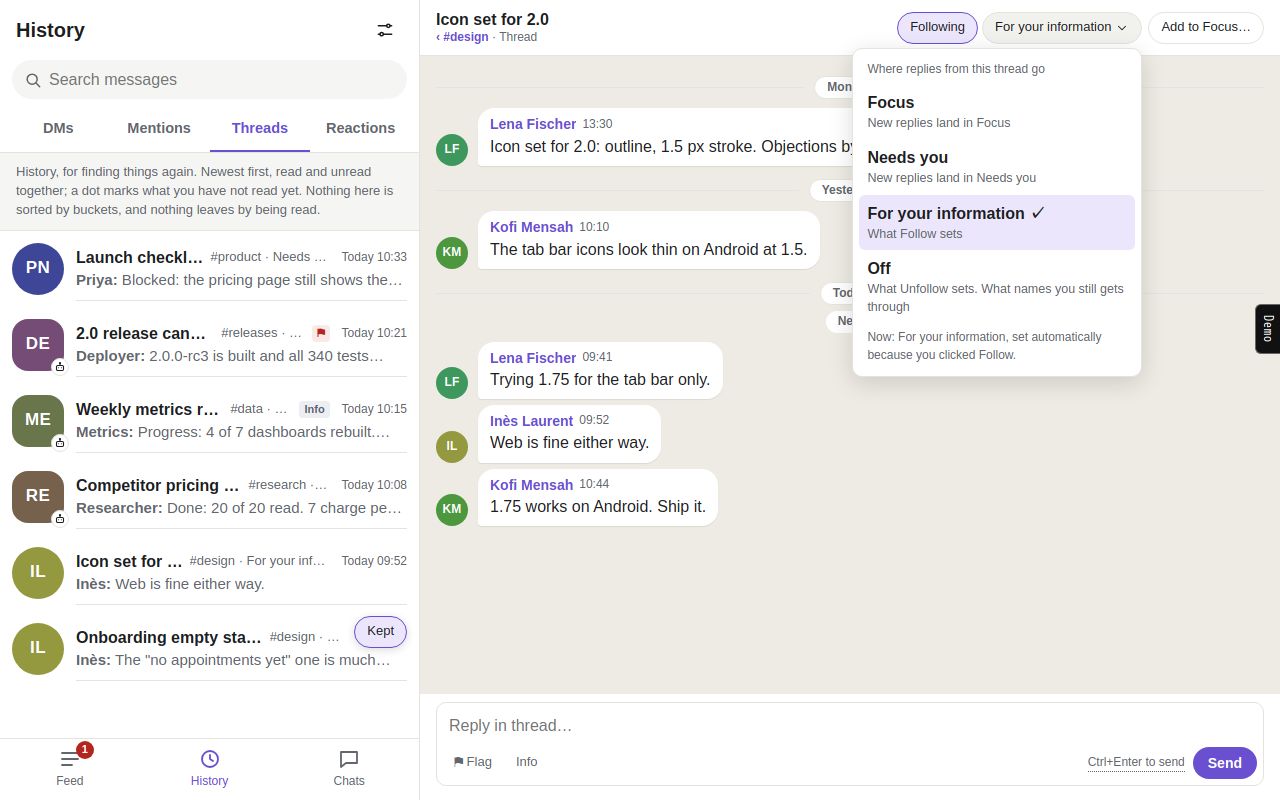 History
Search messages
DMs
Mentions
Threads
Reactions
History, for finding things again. Newest first, read and unread
together; a dot marks what you have not read yet. Nothing here is
sorted by buckets, and nothing leaves by being read.
PN
Launch checkl… #product · Needs … Today 10:33
Priya: Blocked: the pricing page still shows the…
DE
2.0 release can… #releases · … Today 10:21
Deployer: 2.0.0-rc3 is built and all 340 tests…
ME
Weekly metrics r… #data · … Info Today 10:15
Metrics: Progress: 4 of 7 dashboards rebuilt.…
RE
Competitor pricing … #research ·… Today 10:08
Researcher: Done: 20 of 20 read. 7 charge pe…
IL
Icon set for … #design · For your inf… Today 09:52
Inès: Web is fine either way.
IL
Onboarding empty sta… #design · …
Kept
Inès: The "no appointments yet" one is much…
1
Feed
History
Chats
Icon set for 2.0
‹ #design · Thread
Following
For your information
Add to Focus…
Mon
LF
Lena Fischer 13:30
Icon set for 2.0: outline, 1.5 px stroke. Objections by
Yeste
KM
Kofi Mensah 10:10
The tab bar icons look thin on Android at 1.5.
Tod
Ne
LF
Lena Fischer 09:41
Trying 1.75 for the tab bar only.
IL
Inès Laurent 09:52
Web is fine either way.
KM
Kofi Mensah 10:44
1.75 works on Android. Ship it.
Where replies from this thread go
Focus
New replies land in Focus
Needs you
New replies land in Needs you
For your information ✓
What Follow sets
Off
What Unfollow sets. What names you still gets
through
Now: For your information, set automatically
because you clicked Follow.
Demo
Reply in thread…
Flag
Info
Ctrl+Enter to send
Send